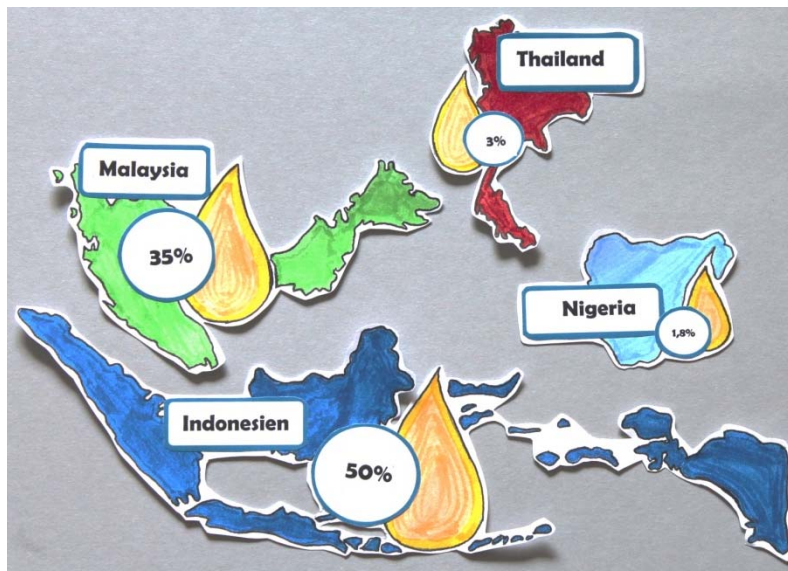 Thailand
3%
Malaysia
35%
Nigeria
1,8%
Indonesien
50%